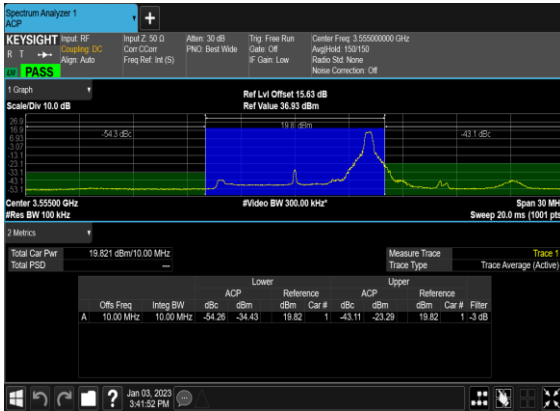 Spectrum Analyzer 1
ACP
KEYSIGHT Input: RF Input Z: 50 Ω Atten: 30 dB Trig: Free Run Center Freq: 3.555000000 GHz
R T Coupling: DC Corr CCorr PNO: Best Wide Gate: Off Avg|Hold: 150/150
Align: Auto Freq Ref: Int (S) IF Gain: Low Radio Std: None
PASS Noise Correction: Off
1 Graph Ref Lvl Offset 15.63 dB
Scale/Div 10.0 dB Ref Value 36.93 dBm
26.9
16.9 19.8 dBm
6.93 -54.3 dBc -43.1 dBc
-3.07
-13.1
-23.1
-33.1
-43.1
-53.1
Center 3.55500 GHz #Video BW 300.00 kHz* Span 30 MH
#Res BW 100 kHz Sweep 20.0 ms (1001 pts
2 Metrics
Total Car Pwr 19.821 dBm/10.00 MHz Measure Trace Trace 1
Total PSD --- Trace Type Trace Average (Active)
Lower Upper
ACP Reference ACP Reference
Offs Freq Integ BW dBc dBm dBm Car # dBc dBm dBm Car # Filter
A 10.00 MHz 10.00 MHz -54.26 -34.43 19.82 1 -43.11 -23.29 19.82 1 -3 dB
Jan 03, 2023
3:41:52 PM